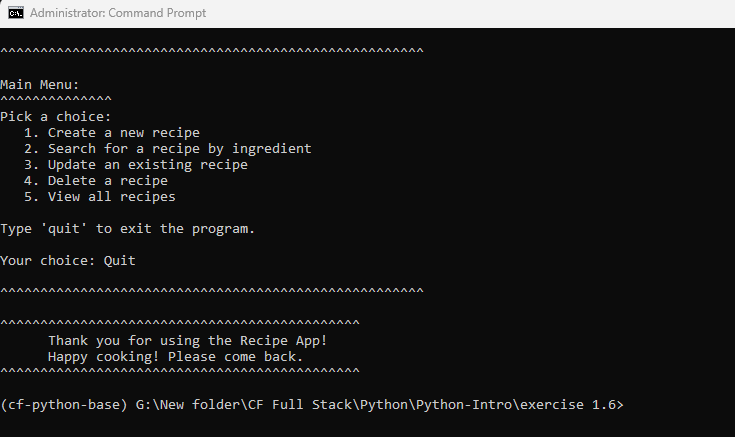 Administrator: Command Prompt
^^^^^^^^^^^^^^^^^^^^^^^^^^^^^^^^^^^^^^^^^^^^^^^^^^^^^
Main Menu:
^^^^^^^^^^^^^^
Pick a choice:
   1. Create a new recipe
   2. Search for a recipe by ingredient
   3. Update an existing recipe
   4. Delete a recipe
   5. View all recipes
Type 'quit' to exit the program.
Your choice: Quit
^^^^^^^^^^^^^^^^^^^^^^^^^^^^^^^^^^^^^^^^^^^^^^^^^^^^^
^^^^^^^^^^^^^^^^^^^^^^^^^^^^^^^^^^^^^^^^^^^^^
      Thank you for using the Recipe App!
      Happy cooking! Please come back.
^^^^^^^^^^^^^^^^^^^^^^^^^^^^^^^^^^^^^^^^^^^^^
(cf-python-base) G:\New folder\CF Full Stack\Python\Python-Intro\exercise 1.6>